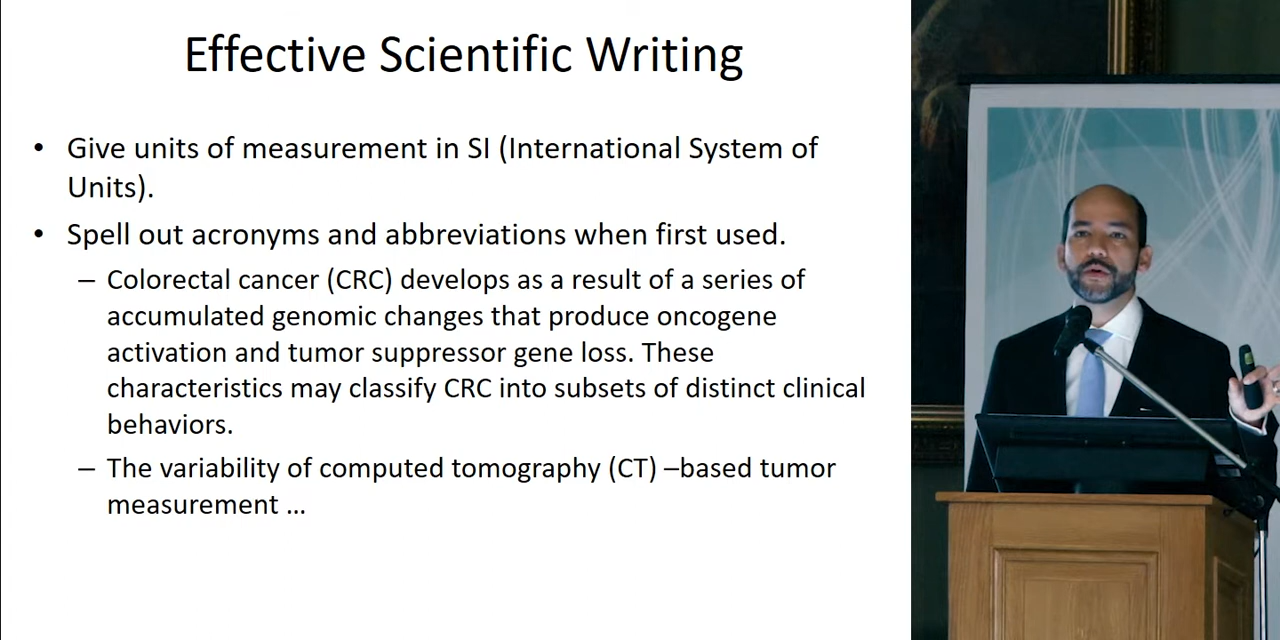 Effective Scientific Writing
• Give units of measurement in SI (International System of
Units).
• Spell out acronyms and abbreviations when first used.
– Colorectal cancer (CRC) develops as a result of a series of
accumulated genomic changes that produce oncogene
activation and tumor suppressor gene loss. These
characteristics may classify CRC into subsets of distinct clinical
behaviors.
– The variability of computed tomography (CT) –based tumor
measurement …